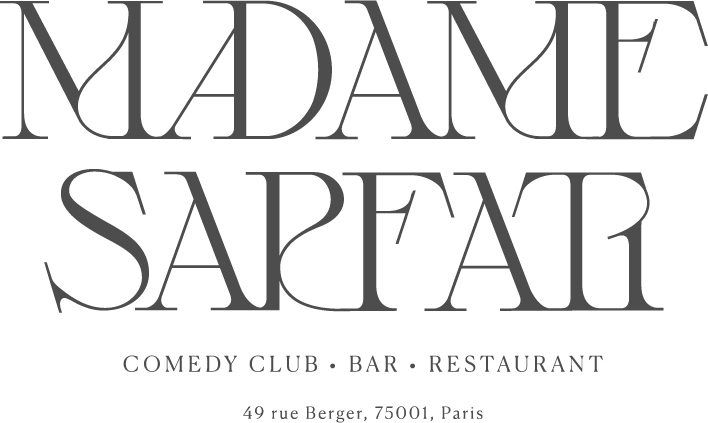 MADAME
SARFATI
COMEDY CLUB • BAR • RESTAURANT
49 rue Berger, 75001, Paris